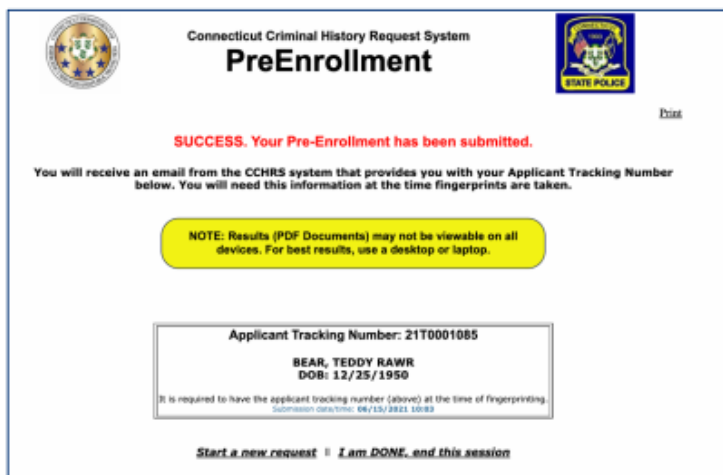 Connecticut Criminal History Request System
PreEnrollment
STATE POLICE
Print
SUCCESS. Your Pre-Enrollment has been submitted.
You will receive an email from the CCHRS system that provides you with your Applicant Tracking Number
below. You will need this information at the time fingerprints are taken.
NOTE: Results (PDF Documents) may not be viewable on all
devices. For best results, use a desktop or laptop.
Applicant Tracking Number: 21T0001085
BEAR, TEDDY RAWR
DOB: 12/25/1950
It is required to have the applicant tracking number (above) at the time of fingerprinting.
Submission date/time: 06/15/2021 10:03
Start a new request || I am DONE, end this session